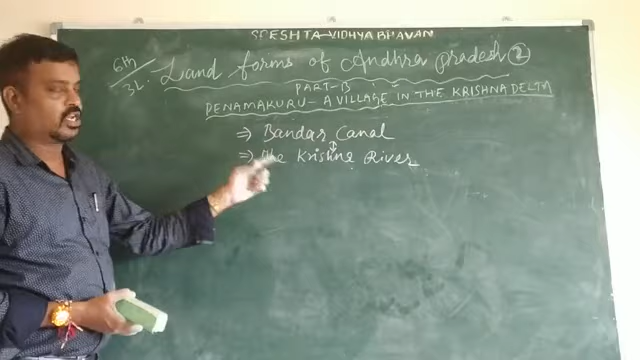 SRESHTA-VIDHYA BHAVAN
6th/3L. Land forms of Andhra Pradesh ②
PART-B
PENAMAKURU - A VILLAGE IN THE KRISHNA DELTA
⇒ Bandar Canal
⇒ The Krishna River